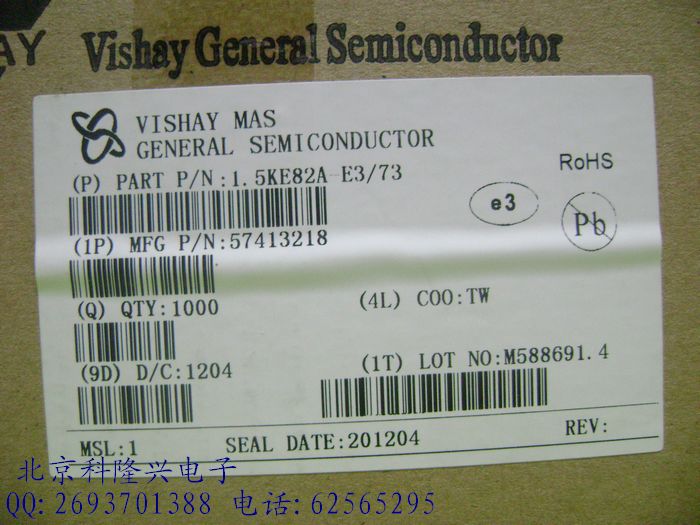 AY Vishay General Semiconductor
VISHAY MAS
GENERAL SEMICONDUCTOR
(P) PART P/N:1.5KE82A-E3/73
RoHS
e3
Pb
(1P) MFG P/N:57413218
(Q) QTY:1000
(4L) COO:TW
(9D) D/C:1204
(1T) LOT NO:M588691.4
MSL:1 SEAL DATE:201204 REV:
北京科隆兴电子
QQ:2693701388 电话:62565295